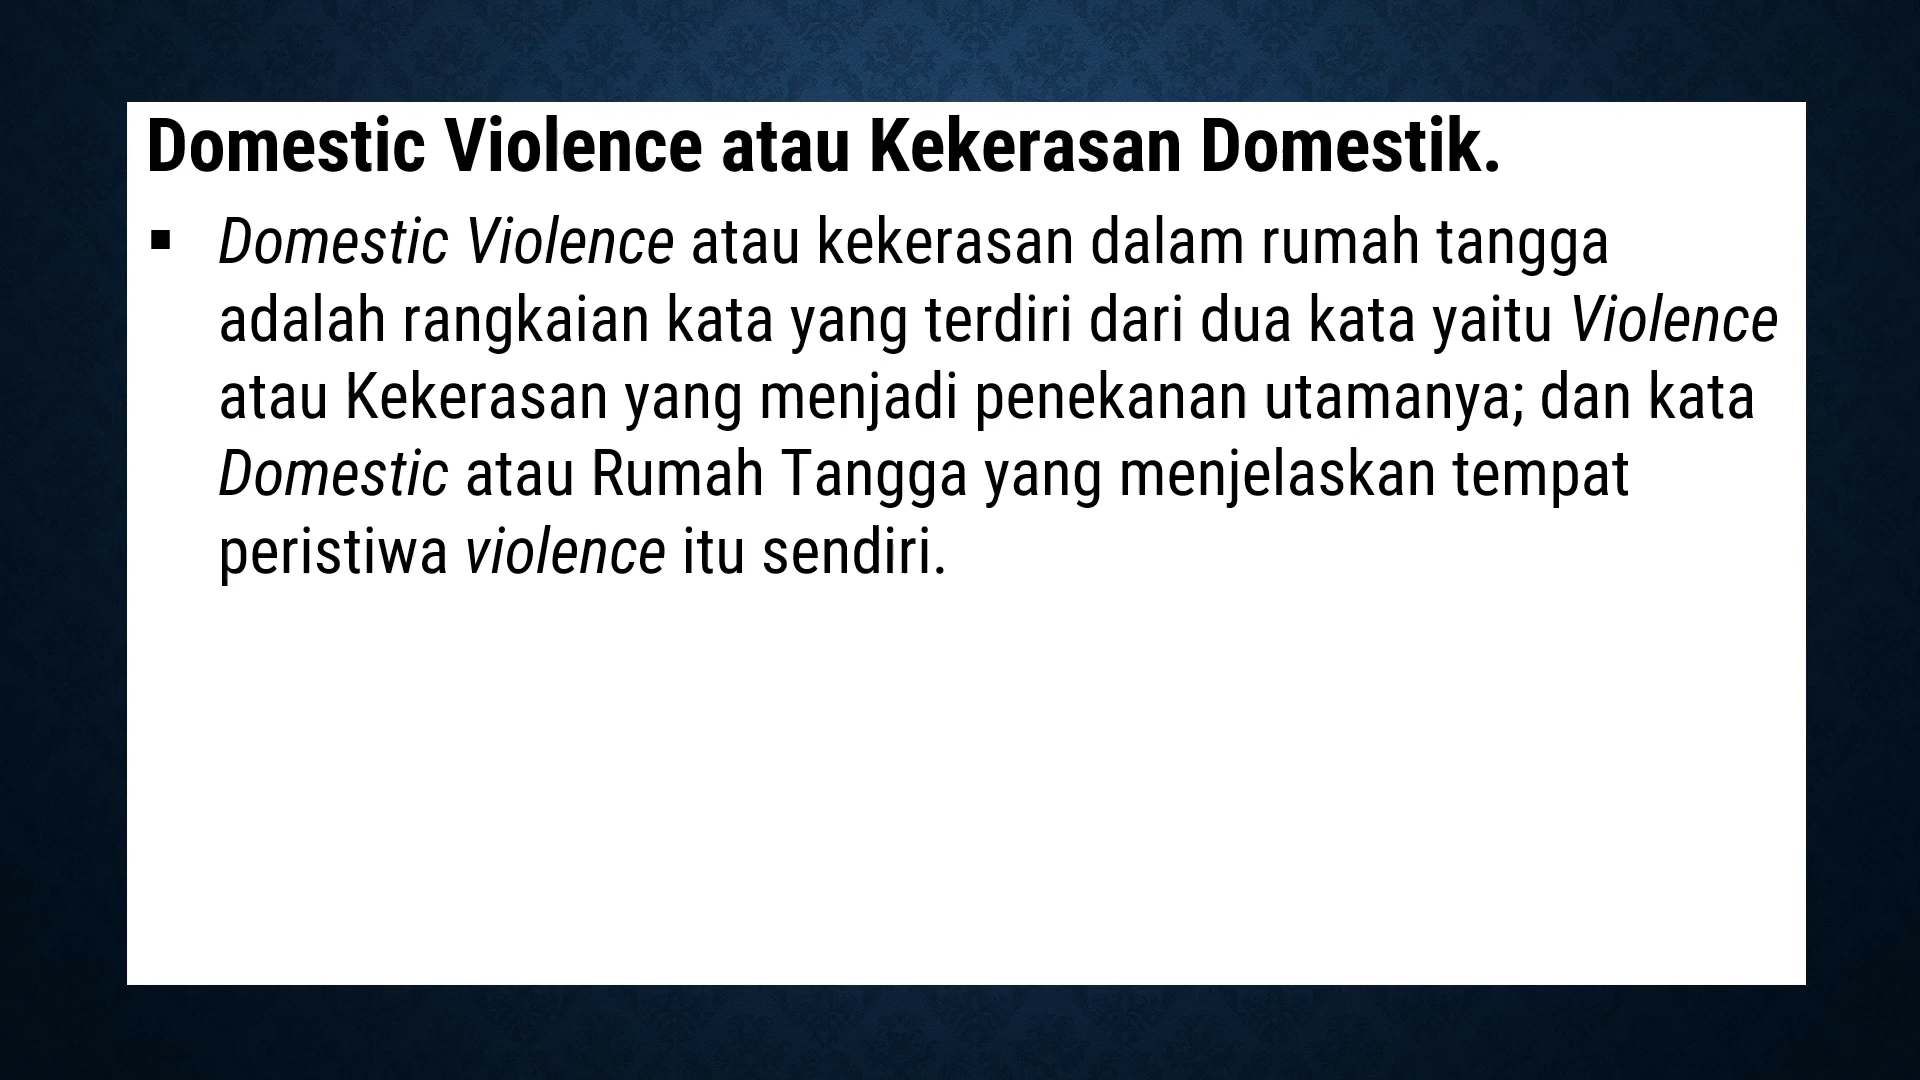 Domestic Violence atau Kekerasan Domestik.
▪ Domestic Violence atau kekerasan dalam rumah tangga
adalah rangkaian kata yang terdiri dari dua kata yaitu Violence
atau Kekerasan yang menjadi penekanan utamanya; dan kata
Domestic atau Rumah Tangga yang menjelaskan tempat
peristiwa violence itu sendiri.